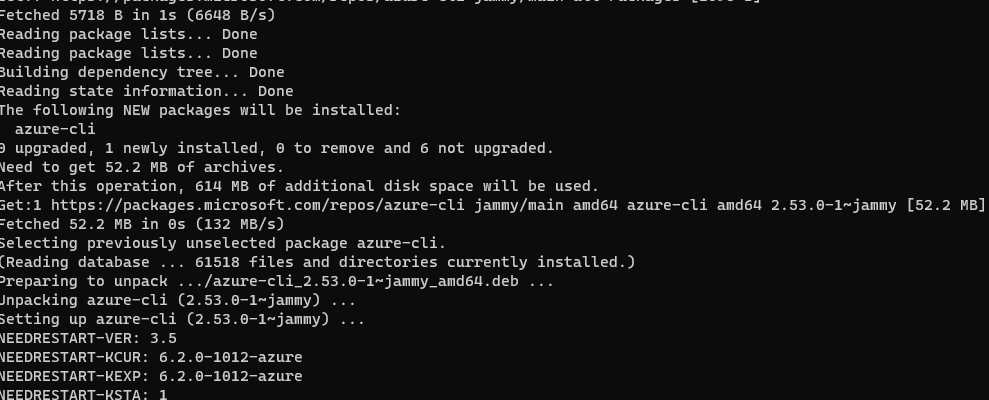 Fetched 5718 B in 1s (6648 B/s)
Reading package lists... Done
Reading package lists... Done
Building dependency tree... Done
Reading state information... Done
The following NEW packages will be installed:
azure-cli
0 upgraded, 1 newly installed, 0 to remove and 6 not upgraded.
Need to get 52.2 MB of archives.
After this operation, 614 MB of additional disk space will be used.
Get:1 https://packages.microsoft.com/repos/azure-cli jammy/main amd64 azure-cli amd64 2.53.0-1~jammy [52.2 MB]
Fetched 52.2 MB in 0s (132 MB/s)
Selecting previously unselected package azure-cli.
(Reading database ... 61518 files and directories currently installed.)
Preparing to unpack .../azure-cli_2.53.0-1~jammy_amd64.deb ...
Unpacking azure-cli (2.53.0-1~jammy) ...
Setting up azure-cli (2.53.0-1~jammy) ...
NEEDRESTART-VER: 3.5
NEEDRESTART-KCUR: 6.2.0-1012-azure
NEEDRESTART-KEXP: 6.2.0-1012-azure
NEEDRESTART-KSTA: 1